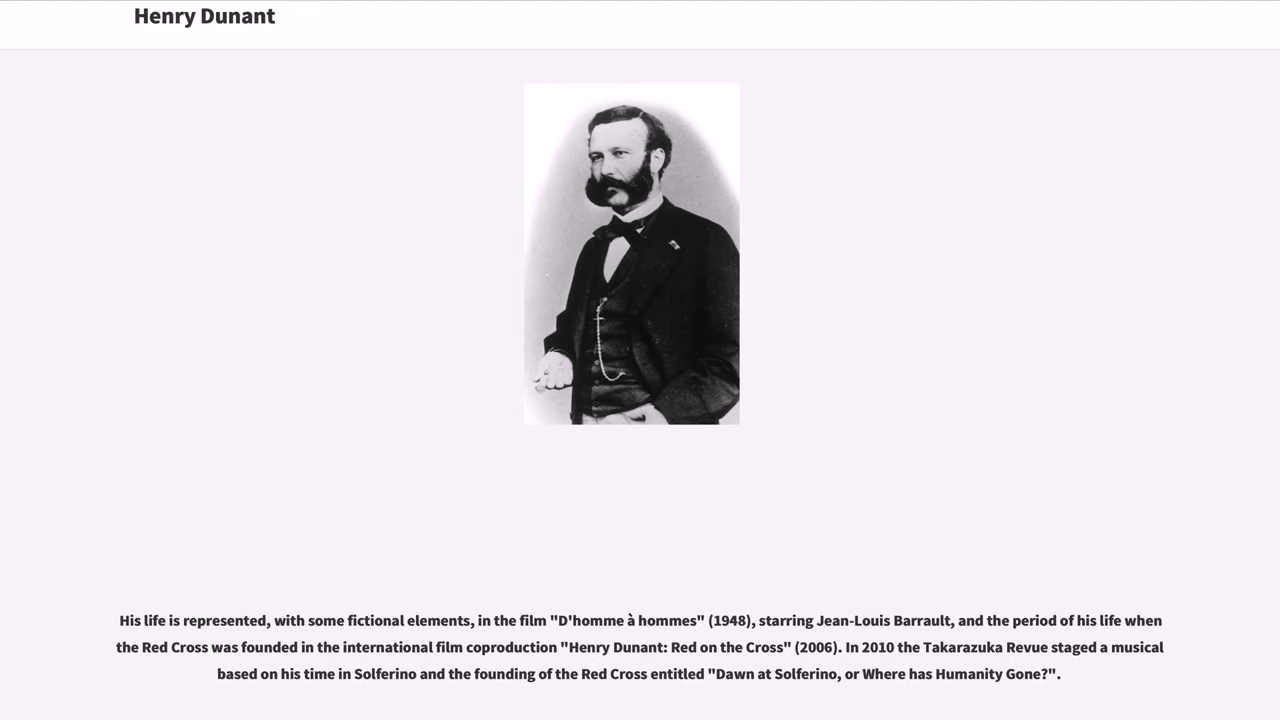 Henry Dunant
His life is represented, with some fictional elements, in the film "D'homme à hommes" (1948), starring Jean-Louis Barrault, and the period of his life when
the Red Cross was founded in the international film coproduction "Henry Dunant: Red on the Cross" (2006). In 2010 the Takarazuka Revue staged a musical
based on his time in Solferino and the founding of the Red Cross entitled "Dawn at Solferino, or Where has Humanity Gone?".